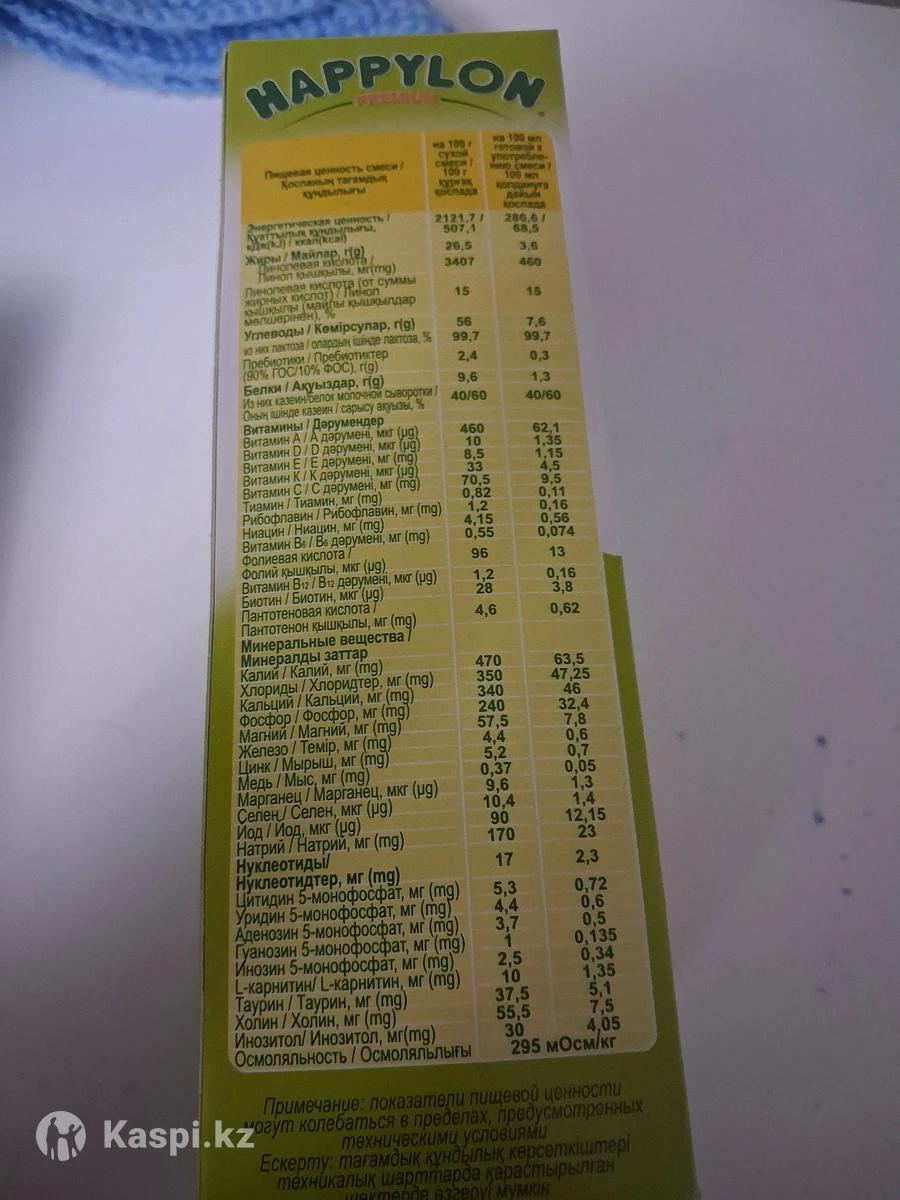 HAPPYLON
PREMIUM
Пищевая ценность смеси /
Қоспаның тағамдық
құндылығы
на 100 г
сухой
смеси /
100 г
құрғақ
қоспада
на 100 мл
готовой к
употребле-
нию смеси /
100 мл
қолдануға
дайын
қоспада
Энергетическая ценность /
Қуаттылық құндылығы,
кДж(kJ) / ккал(kcal)
2121,7 /
507,1
286,6 /
68,5
Жиры / Майлар, г(g) 26,5 3,6
Линолевая кислота /
Линол қышқылы, мг(mg) 3407 460
Линолевая кислота (от суммы
жирных кислот) / Линол
қышқылы (майлы қышқылдар
мөлшерінен), % 15 15
Углеводы / Көмірсулар, г(g) 56 7,6
из них лактоза / олардың ішінде лактоза, % 99,7 99,7
Пребиотики / Пребиотиктер
(90% ГОС/10% ФОС), г(g) 2,4 0,3
Белки / Ақуыздар, г(g) 9,6 1,3
Из них казеин/белок молочной сыворотки /
Оның ішінде казеин / сарысу ақуызы, % 40/60 40/60
Витамины / Дәрумендер
Витамин А / А дәрумені, мкг (µg) 460 62,1
Витамин D / D дәрумені, мкг (µg) 10 1,35
Витамин Е / Е дәрумені, мг (mg) 8,5 1,15
Витамин К / К дәрумені, мкг (µg) 33 4,5
Витамин С / С дәрумені, мг (mg) 70,5 9,5
Тиамин / Тиамин, мг (mg) 0,82 0,11
Рибофлавин / Рибофлавин, мг (mg) 1,2 0,16
Ниацин / Ниацин, мг (mg) 4,15 0,56
Витамин В6 / В6 дәрумені, мг (mg) 0,55 0,074
Фолиевая кислота /
Фолий қышқылы, мкг (µg) 96 13
Витамин В12 / В12 дәрумені, мкг (µg) 1,2 0,16
Биотин / Биотин, мкг (µg) 28 3,8
Пантотеновая кислота /
Пантотенон қышқылы, мг (mg) 4,6 0,62
Минеральные вещества /
Минералды заттар
Калий / Калий, мг (mg) 470 63,5
Хлориды / Хлоридтер, мг (mg) 350 47,25
Кальций / Кальций, мг (mg) 340 46
Фосфор / Фосфор, мг (mg) 240 32,4
Магний / Магний, мг (mg) 57,5 7,8
Железо / Темір, мг (mg) 4,4 0,6
Цинк / Мырыш, мг (mg) 5,2 0,7
Медь / Мыс, мг (mg) 0,37 0,05
Марганец / Марганец, мкг (µg) 9,6 1,3
Селен / Селен, мкг (µg) 10,4 1,4
Йод / Йод, мкг (µg) 90 12,15
Натрий / Натрий, мг (mg) 170 23
Нуклеотиды/
Нуклеотидтер, мг (mg) 17 2,3
Цитидин 5-монофосфат, мг (mg) 5,3 0,72
Уридин 5-монофосфат, мг (mg) 4,4 0,6
Аденозин 5-монофосфат, мг (mg) 3,7 0,5
Гуанозин 5-монофосфат, мг (mg) 1 0,135
Инозин 5-монофосфат, мг (mg) 2,5 0,34
L-карнитин/ L-карнитин, мг (mg) 10 1,35
Таурин / Таурин, мг (mg) 37,5 5,1
Холин / Холин, мг (mg) 55,5 7,5
Инозитол/ Инозитол, мг(mg) 30 4,05
Осмоляльность / Осмоляльлығы 295 мОсм/кг
Примечание: показатели пищевой ценности
могут колебаться в пределах, предусмотренных
техническими условиями
Ескерту: тағамдық құндылық көрсеткіштері
техникалық шарттарда қарастырылған
шектерде өзгеруі мүмкін
Kaspi.kz